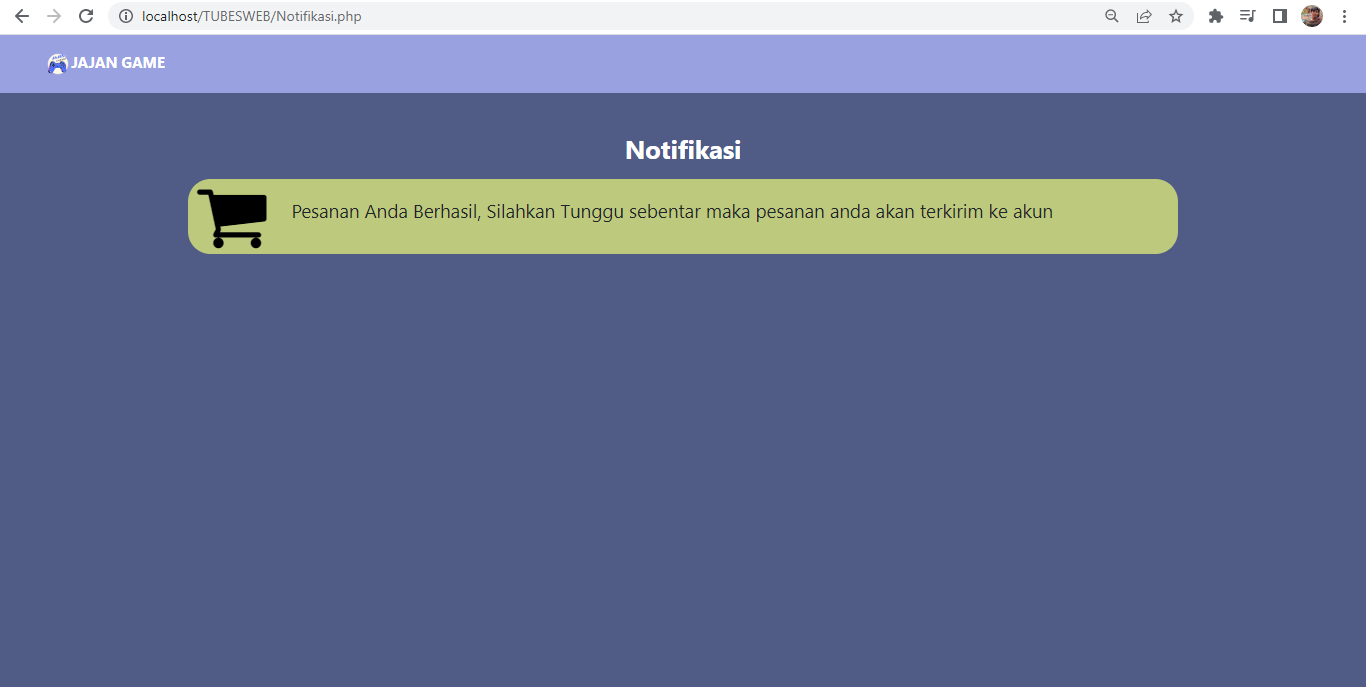 localhost/TUBESWEB/Notifikasi.php
JAJAN GAME
Notifikasi
Pesanan Anda Berhasil, Silahkan Tunggu sebentar maka pesanan anda akan terkirim ke akun